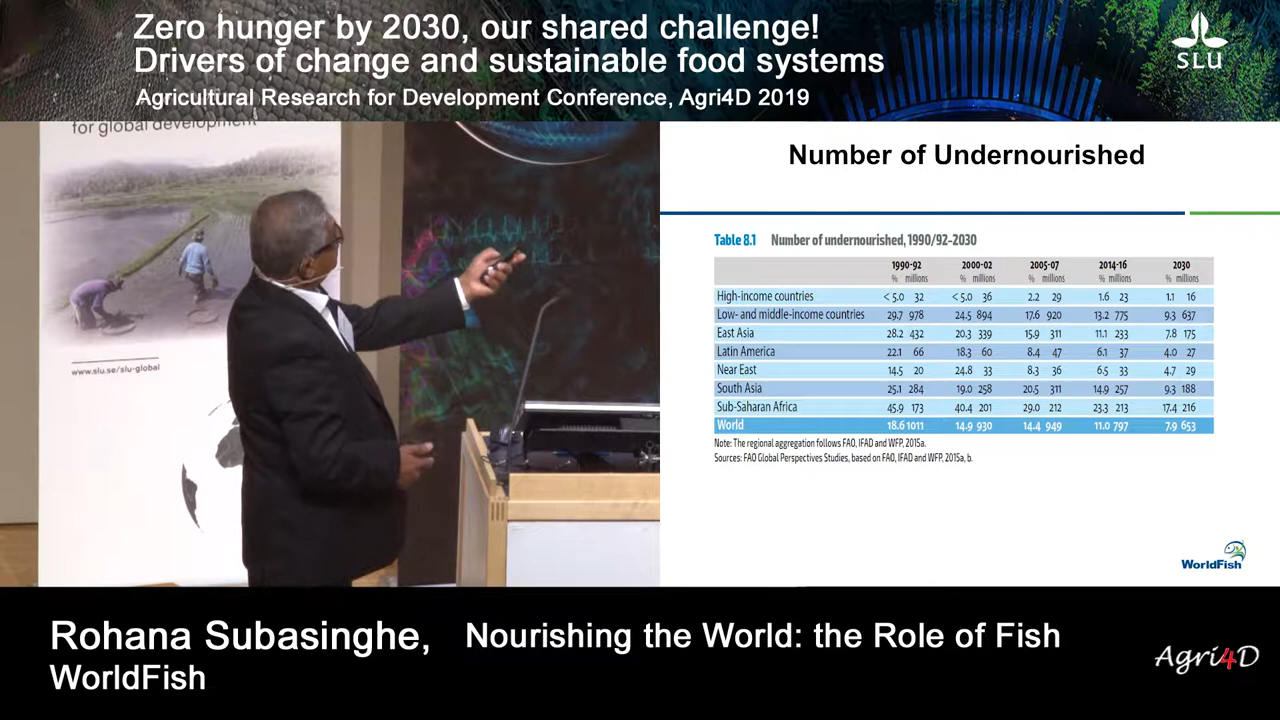 Zero hunger by 2030, our shared challenge!
Drivers of change and sustainable food systems
Agricultural Research for Development Conference, Agri4D 2019
SLU
for global development
www.slu.se/slu-global
Number of Undernourished
Table 8.1 Number of undernourished, 1990/92-2030
1990-92 2000-02 2005-07 2014-16 2030
% millions % millions % millions % millions % millions
High-income countries < 5.0 32 < 5.0 36 2.2 29 1.6 23 1.1 16
Low- and middle-income countries 29.7 978 24.5 894 17.6 920 13.2 775 9.3 637
East Asia 28.2 432 20.3 339 15.9 311 11.1 233 7.8 175
Latin America 22.1 66 18.3 60 8.4 47 6.1 37 4.0 27
Near East 14.5 20 24.8 33 8.3 36 6.5 33 4.7 29
South Asia 25.1 284 19.0 258 20.5 311 14.9 257 9.3 188
Sub-Saharan Africa 45.9 173 40.4 201 29.0 212 23.3 213 17.4 216
World 18.6 1011 14.9 930 14.4 949 11.0 797 7.9 653
Note: The regional aggregation follows FAO, IFAD and WFP, 2015a.
Sources: FAO Global Perspectives Studies, based on FAO, IFAD and WFP, 2015a, b.
WorldFish
Rohana Subasinghe, Nourishing the World: the Role of Fish
WorldFish
Agri4D